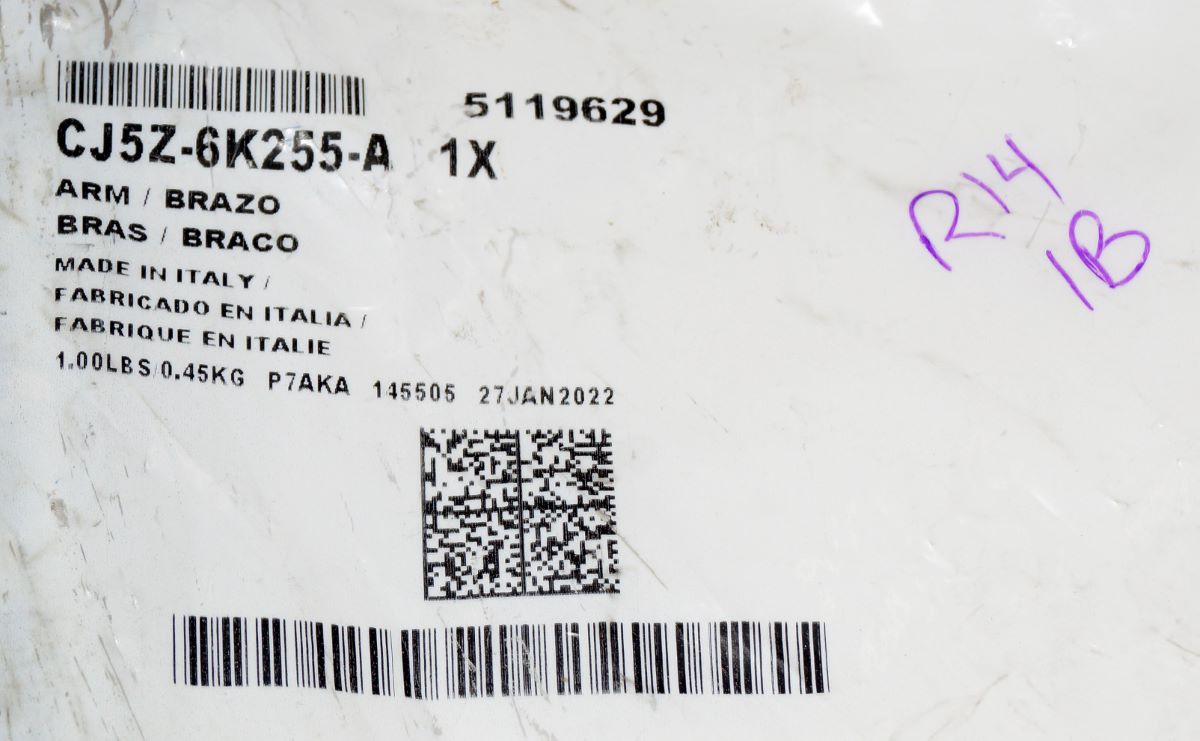 5119629
CJ5Z-6K255-A 1X
ARM / BRAZO
BRAS / BRACO
MADE IN ITALY /
FABRICADO EN ITALIA /
FABRIQUE EN ITALIE
1.00LBS/0.45KG P7AKA 145505 27JAN2022
R14
1B